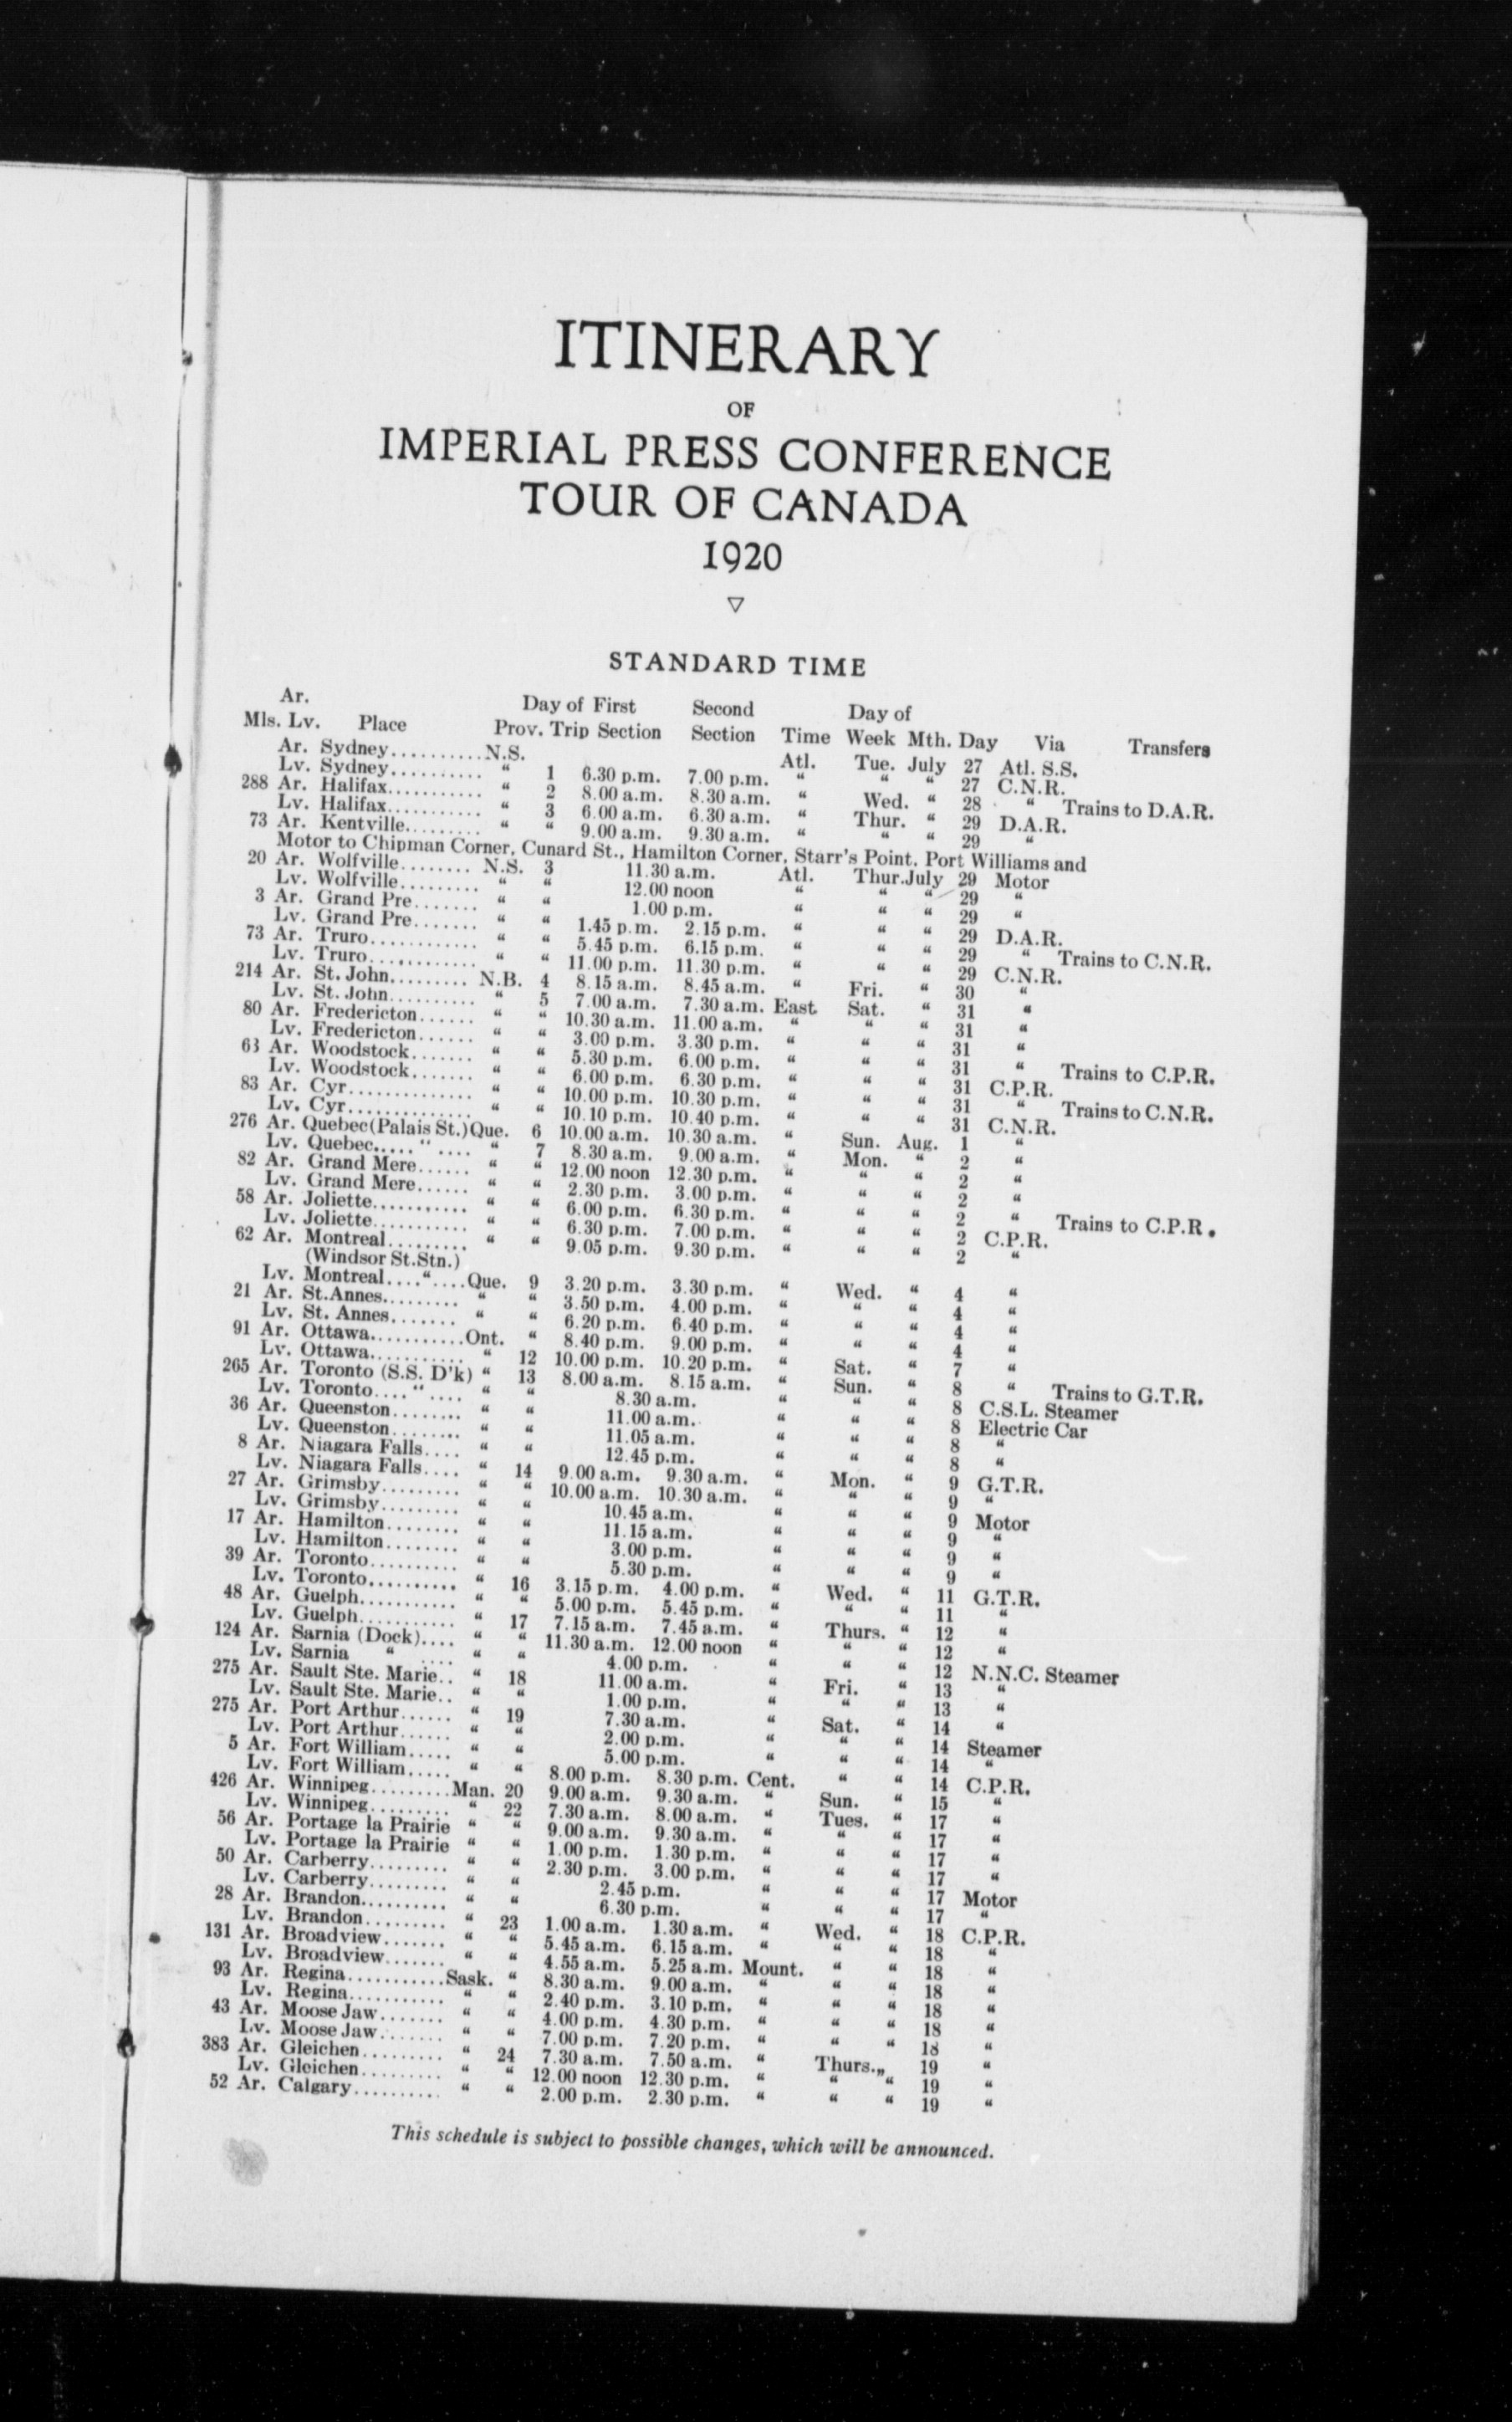 ITINERARY
OF
IMPERIAL PRESS CONFERENCE
TOUR OF CANADA
1920
STANDARD TIME
Ar. Day of First Second Day of
Mls. Lv. Place Prov. Trip Section Section Time Week Mth. Day Via Transfers
Ar. Sydney..........N.S. Atl. Tue. July 27 Atl. S.S.
Lv. Sydney.......... “ 1 6.30 p.m. 7.00 p.m. “ “ “ 27 C.N.R.
288 Ar. Halifax........... “ 2 8.00 a.m. 8.30 a.m. “ Wed. “ 28 “ Trains to D.A.R.
Lv. Halifax........... “ 3 6.00 a.m. 6.30 a.m. “ Thur. “ 29 D.A.R.
73 Ar. Kentville......... “ “ 9.00 a.m. 9.30 a.m. “ “ “ 29 “
Motor to Chipman Corner, Cunard St., Hamilton Corner, Starr's Point, Port Williams and
20 Ar. Wolfville........ N.S. 3 11.30 a.m. Atl. Thur. July 29 Motor
Lv. Wolfville......... “ “ 12.00 noon “ “ “ 29 “
3 Ar. Grand Pre....... “ “ 1.00 p.m. “ “ “ 29 “
Lv. Grand Pre....... “ “ 1.45 p.m. 2.15 p.m. “ “ “ 29 D.A.R.
73 Ar. Truro............ “ “ 5.45 p.m. 6.15 p.m. “ “ “ 29 “ Trains to C.N.R.
Lv. Truro............ “ “ 11.00 p.m. 11.30 p.m. “ “ “ 29 C.N.R.
214 Ar. St. John......... N.B. 4 8.15 a.m. 8.45 a.m. “ Fri. “ 30 “
Lv. St. John.......... “ 5 7.00 a.m. 7.30 a.m. East. Sat. “ 31 “
80 Ar. Fredericton...... “ “ 10.30 a.m. 11.00 a.m. “ “ “ 31 “
Lv. Fredericton...... “ “ 3.00 p.m. 3.30 p.m. “ “ “ 31 “
63 Ar. Woodstock....... “ “ 5.30 p.m. 6.00 p.m. “ “ “ 31 “ Trains to C.P.R.
Lv. Woodstock....... “ “ 6.00 p.m. 6.30 p.m. “ “ “ 31 C.P.R.
83 Ar. Cyr.............. “ “ 10.00 p.m. 10.30 p.m. “ “ “ 31 “ Trains to C.N.R.
Lv. Cyr.............. “ “ 10.10 p.m. 10.40 p.m. “ “ “ 31 C.N.R.
276 Ar. Quebec(Palais St.)Que. 6 10.00 a.m. 10.30 a.m. “ Sun. Aug. 1 “
Lv. Quebec.....“.... “ 7 8.30 a.m. 9.00 a.m. “ Mon. “ 2 “
82 Ar. Grand Mere...... “ “ 12.00 noon 12.30 p.m. “ “ “ 2 “
Lv. Grand Mere...... “ “ 2.30 p.m. 3.00 p.m. “ “ “ 2 “
58 Ar. Joliette........... “ “ 6.00 p.m. 6.30 p.m. “ “ “ 2 “ Trains to C.P.R.
Lv. Joliette........... “ “ 6.30 p.m. 7.00 p.m. “ “ “ 2 C.P.R.
62 Ar. Montreal......... “ “ 9.05 p.m. 9.30 p.m. “ “ “ 2 “
(Windsor St.Stn.)
Lv. Montreal....“....Que. 9 3.20 p.m. 3.30 p.m. “ Wed. “ 4 “
21 Ar. St.Annes......... “ “ 3.50 p.m. 4.00 p.m. “ “ “ 4 “
Lv. St. Annes....... “ “ 6.20 p.m. 6.40 p.m. “ “ “ 4 “
91 Ar. Ottawa...........Ont. “ 8.40 p.m. 9.00 p.m. “ “ “ 4 “
Lv. Ottawa........... “ 12 10.00 p.m. 10.20 p.m. “ Sat. “ 7 “
265 Ar. Toronto (S.S. D'k) “ 13 8.00 a.m. 8.15 a.m. “ Sun. “ 8 “ Trains to G.T.R.
Lv. Toronto....“.... “ “ 8.30 a.m. “ “ “ 8 C.S.L. Steamer
36 Ar. Queenston........ “ “ 11.00 a.m. “ “ “ 8 Electric Car
Lv. Queenston........ “ “ 11.05 a.m. “ “ “ 8 “
8 Ar. Niagara Falls.... “ “ 12.45 p.m. “ “ “ 8 “
Lv. Niagara Falls.... “ 14 9.00 a.m. 9.30 a.m. “ Mon. “ 9 G.T.R.
27 Ar. Grimsby......... “ “ 10.00 a.m. 10.30 a.m. “ “ “ 9 “
Lv. Grimsby......... “ “ 10.45 a.m. “ “ “ 9 Motor
17 Ar. Hamilton........ “ “ 11.15 a.m. “ “ “ 9 “
Lv. Hamilton........ “ “ 3.00 p.m. “ “ “ 9 “
39 Ar. Toronto.......... “ “ 5.30 p.m. “ “ “ 9 “
Lv. Toronto.......... “ 16 3.15 p.m. 4.00 p.m. “ Wed. “ 11 G.T.R.
48 Ar. Guelph........... “ “ 5.00 p.m. 5.45 p.m. “ “ “ 11 “
Lv. Guelph........... “ 17 7.15 a.m. 7.45 a.m. “ Thurs. “ 12 “
124 Ar. Sarnia (Dock).... “ “ 11.30 a.m. 12.00 noon “ “ “ 12 “
Lv. Sarnia “ .... “ “ 4.00 p.m. “ “ “ 12 N.N.C. Steamer
275 Ar. Sault Ste. Marie.. “ 18 11.00 a.m. “ Fri. “ 13 “
Lv. Sault Ste. Marie.. “ “ 1.00 p.m. “ “ “ 13 “
275 Ar. Port Arthur...... “ 19 7.30 a.m. “ Sat. “ 14 “
Lv. Port Arthur...... “ “ 2.00 p.m. “ “ “ 14 Steamer
5 Ar. Fort William..... “ “ 5.00 p.m. “ “ “ 14 “
Lv. Fort William..... “ “ 8.00 p.m. 8.30 p.m. Cent. “ “ 14 C.P.R.
426 Ar. Winnipeg.........Man. 20 9.00 a.m. 9.30 a.m. “ Sun. “ 15 “
Lv. Winnipeg......... “ 22 7.30 a.m. 8.00 a.m. “ Tues. “ 17 “
56 Ar. Portage la Prairie “ “ 9.00 a.m. 9.30 a.m. “ “ “ 17 “
Lv. Portage la Prairie “ “ 1.00 p.m. 1.30 p.m. “ “ “ 17 “
50 Ar. Carberry......... “ “ 2.30 p.m. 3.00 p.m. “ “ “ 17 “
Lv. Carberry......... “ “ 2.45 p.m. “ “ “ 17 Motor
28 Ar. Brandon.......... “ “ 6.30 p.m. “ “ “ 17 “
Lv. Brandon......... “ 23 1.00 a.m. 1.30 a.m. “ Wed. “ 18 C.P.R.
131 Ar. Broadview....... “ “ 5.45 a.m. 6.15 a.m. “ “ “ 18 “
Lv. Broadview....... “ “ 4.55 a.m. 5.25 a.m. Mount. “ “ 18 “
93 Ar. Regina...........Sask. “ 8.30 a.m. 9.00 a.m. “ “ “ 18 “
Lv. Regina........... “ “ 2.40 p.m. 3.10 p.m. “ “ “ 18 “
43 Ar. Moose Jaw....... “ “ 4.00 p.m. 4.30 p.m. “ “ “ 18 “
Lv. Moose Jaw....... “ “ 7.00 p.m. 7.20 p.m. “ “ “ 18 “
383 Ar. Gleichen......... “ 24 7.30 a.m. 7.50 a.m. “ Thurs. „ 19 “
Lv. Gleichen......... “ “ 12.00 noon 12.30 p.m. “ “ “ 19 “
52 Ar. Calgary.......... “ “ 2.00 p.m. 2.30 p.m. “ “ “ 19 “
This schedule is subject to possible changes, which will be announced.